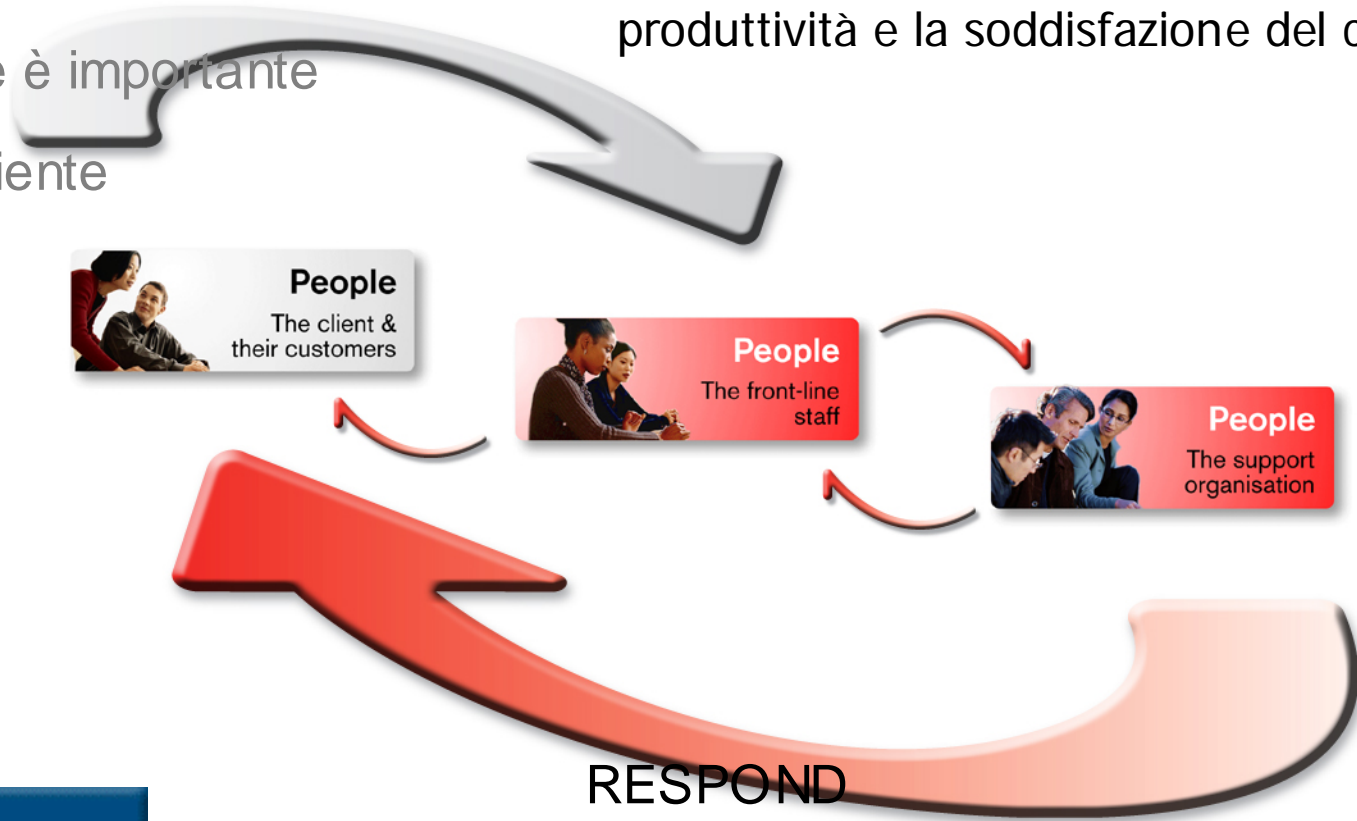 produttività e la soddisfazione del
è importante
People
The client &
their customers
People
The front-line
staff
People
The support
organisation
RESPOND